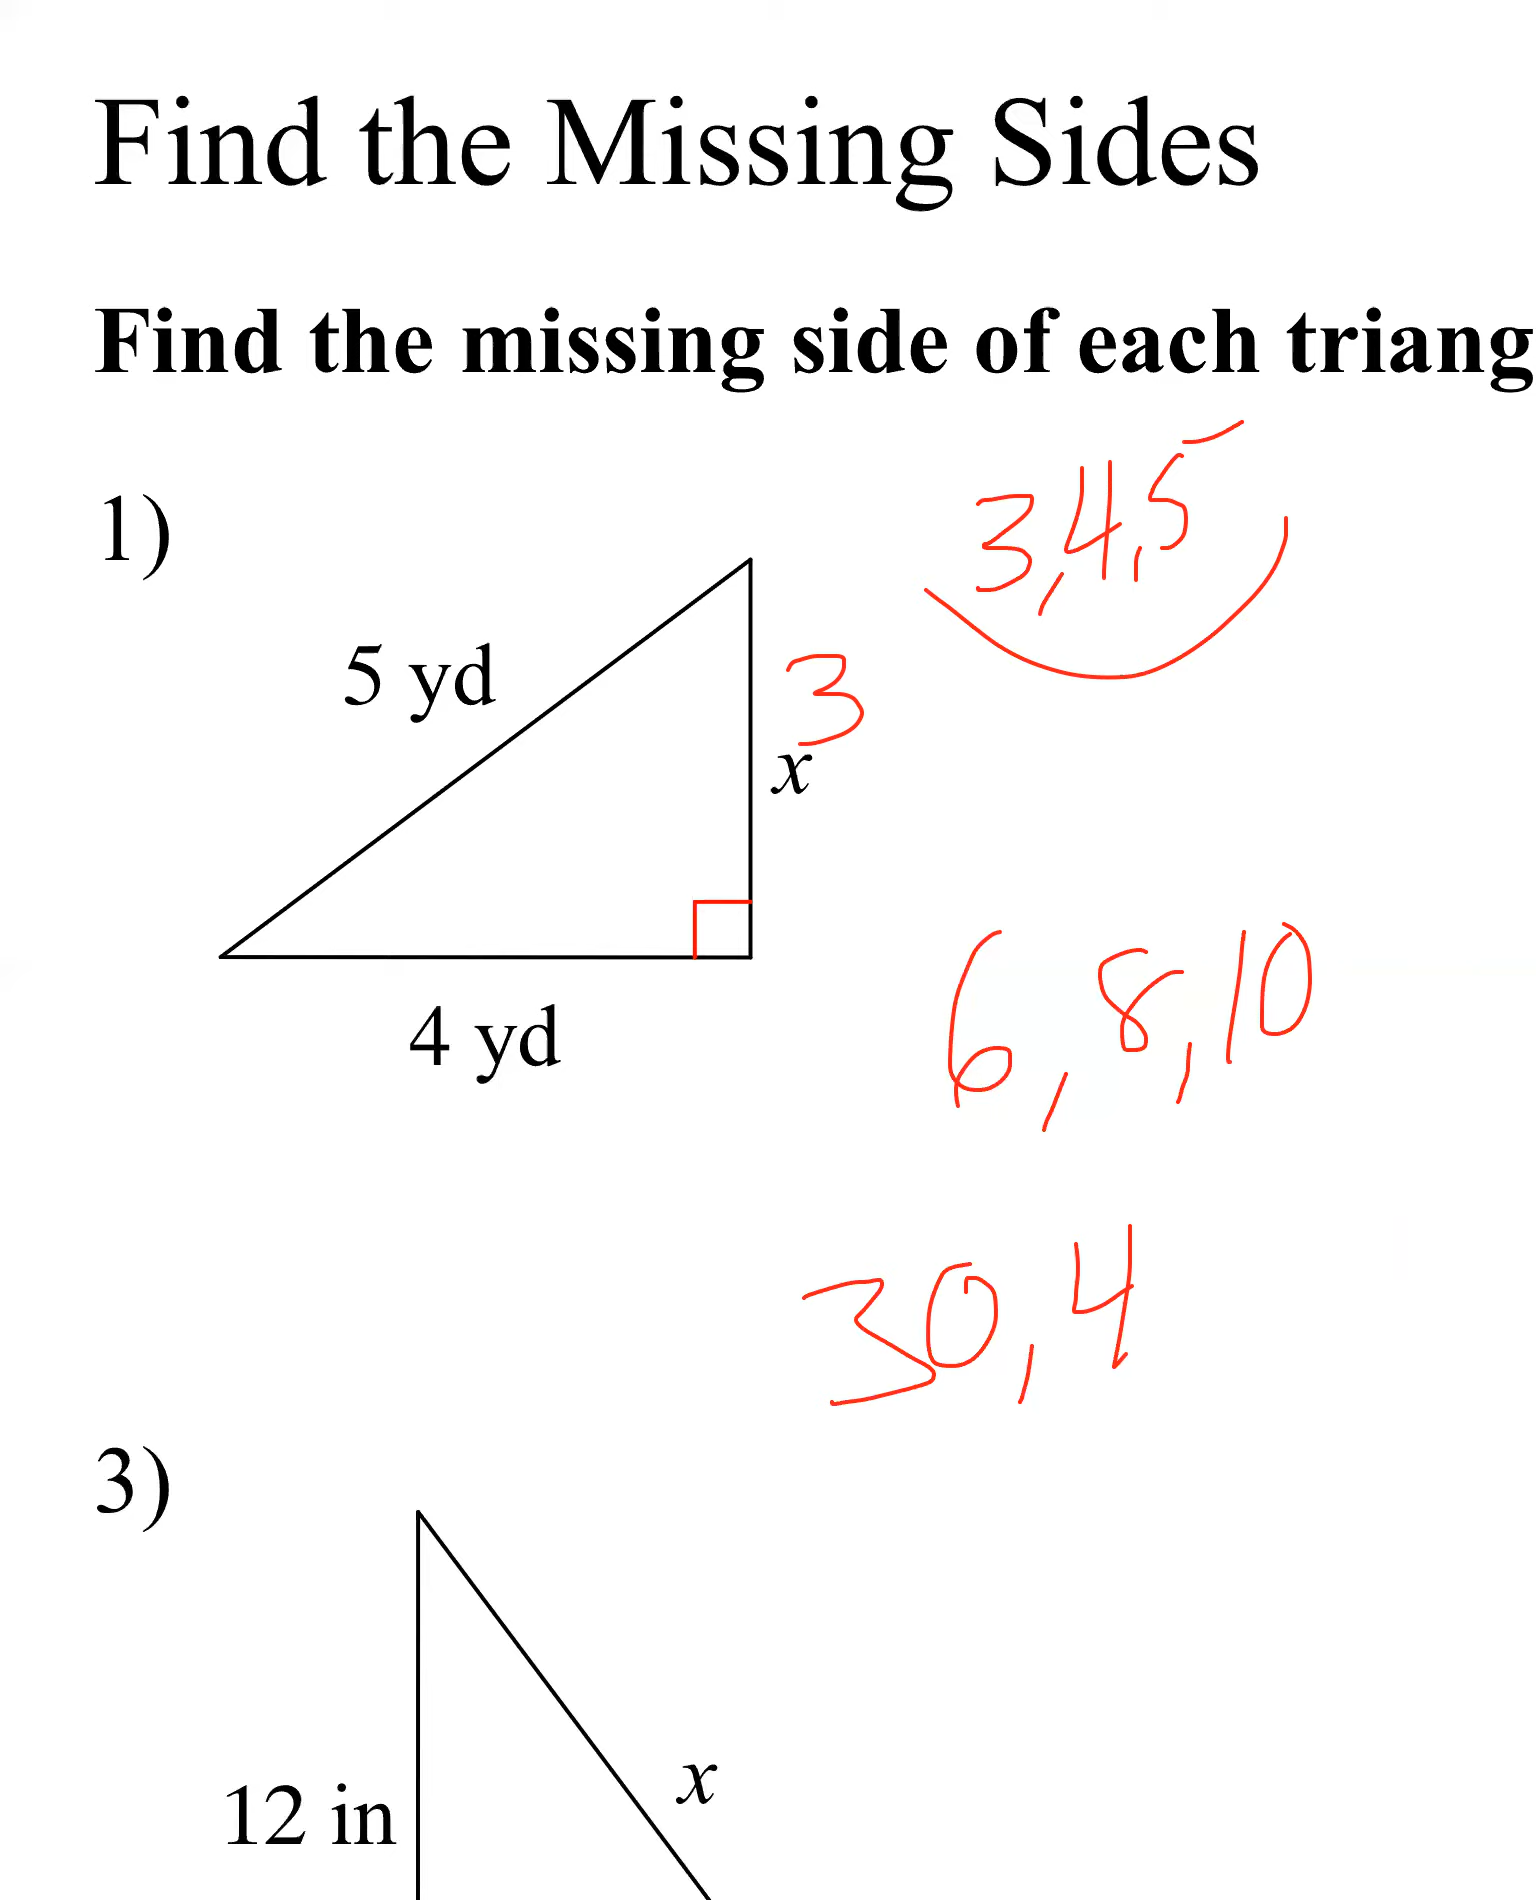 Find the Missing Sides
Find the missing side of each triang
1)
3,4,5
5 yd
3
x
4 yd
6,8,10
30,4
3)
12 in
x